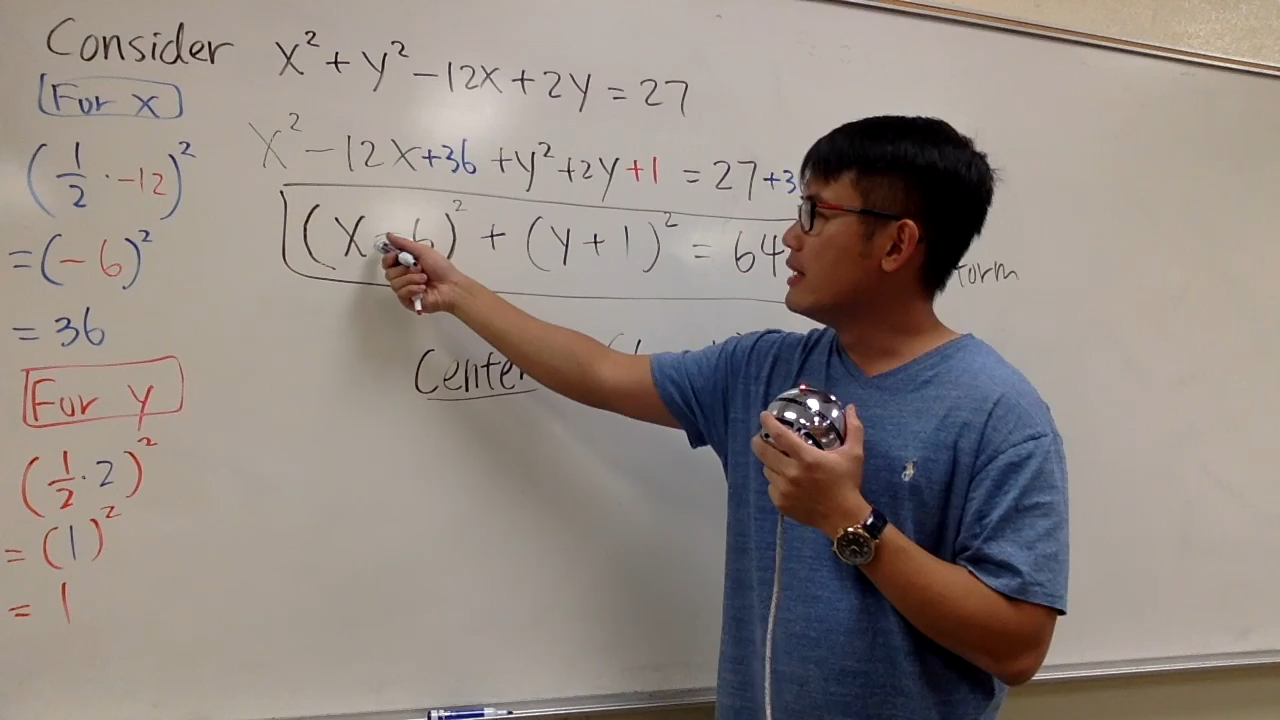 Consider x² + y² - 12x + 2y = 27
For x
(1/2 · -12)²
= (-6)²
= 36
For y
(1/2 · 2)²
= (1)²
= 1
x² - 12x + 36 + y² + 2y + 1 = 27 + 3
(x - 6)² + (y + 1)² = 64
form
Center